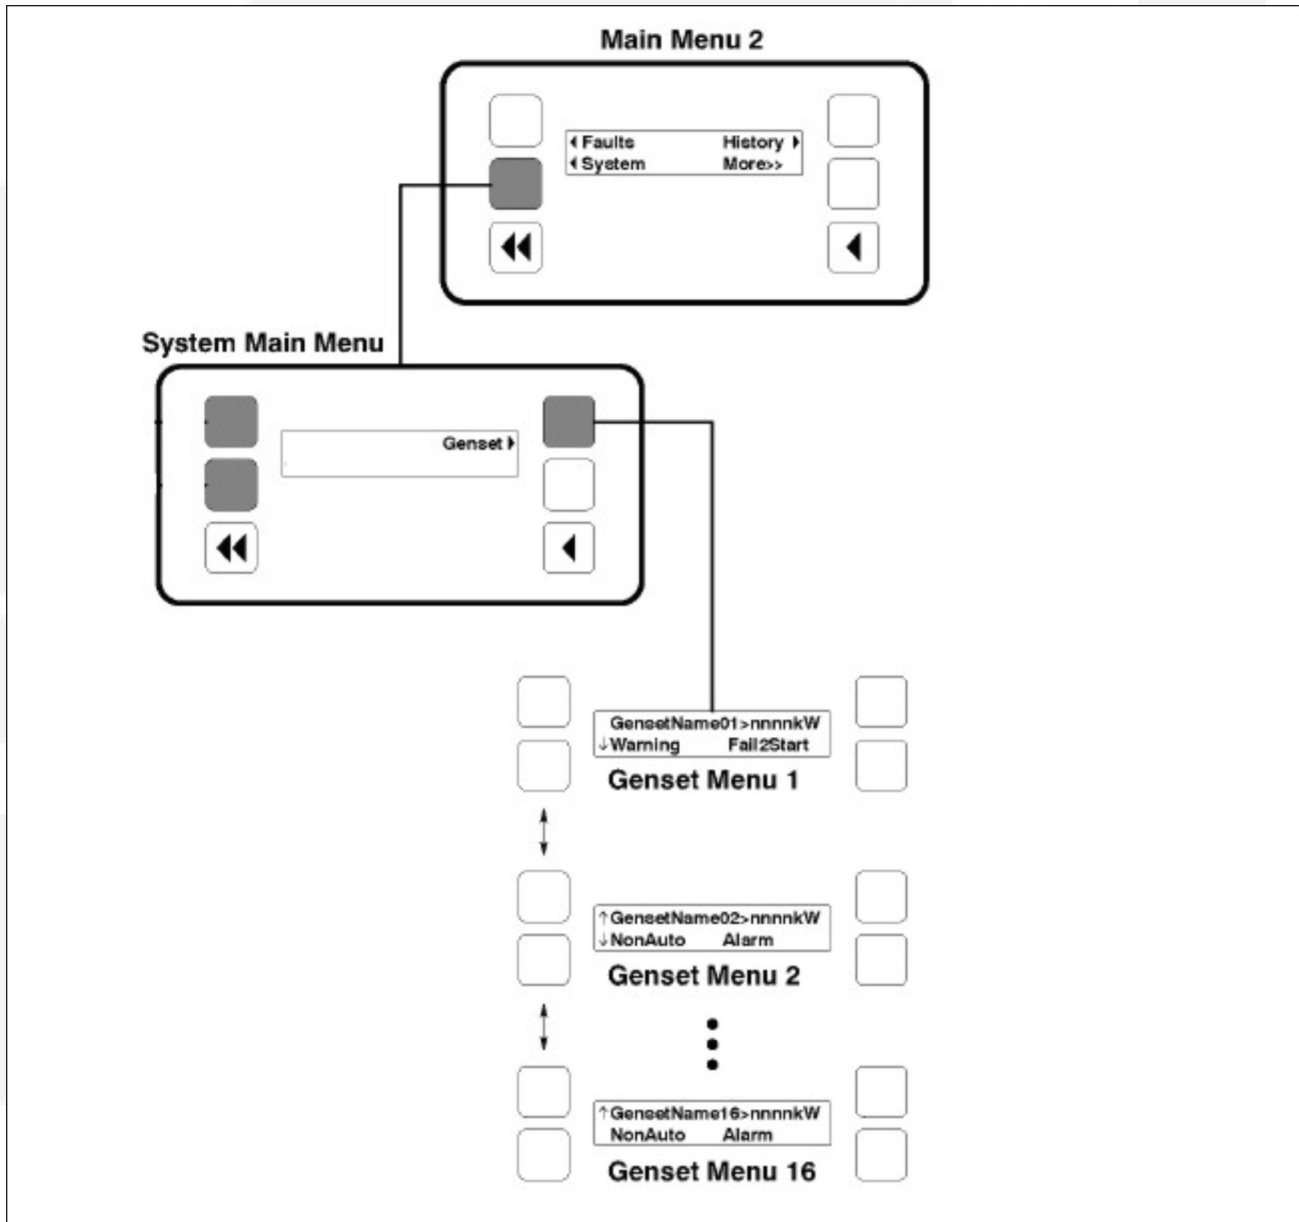 Main Menu 2
◀ Faults History ▶
◀ System More>>
System Main Menu
Genset ▶
GensetName01>nnnnkW
↓Warning Fail2Start
Genset Menu 1
↑GensetName02>nnnnkW
↓NonAuto Alarm
Genset Menu 2
↑GensetName16>nnnnkW
NonAuto Alarm
Genset Menu 16